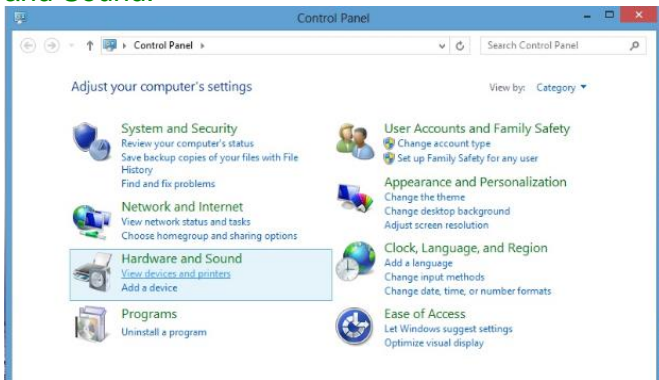 and Sound.
Control Panel
Control Panel
Search Control Panel
Adjust your computer's settings
View by: Category
System and Security
Review your computer's status
Save backup copies of your files with File
History
Find and fix problems
Network and Internet
View network status and tasks
Choose homegroup and sharing options
Hardware and Sound
View devices and printers
Add a device
Programs
Uninstall a program
User Accounts and Family Safety
Change account type
Set up Family Safety for any user
Appearance and Personalization
Change the theme
Change desktop background
Adjust screen resolution
Clock, Language, and Region
Add a language
Change input methods
Change date, time, or number formats
Ease of Access
Let Windows suggest settings
Optimize visual display